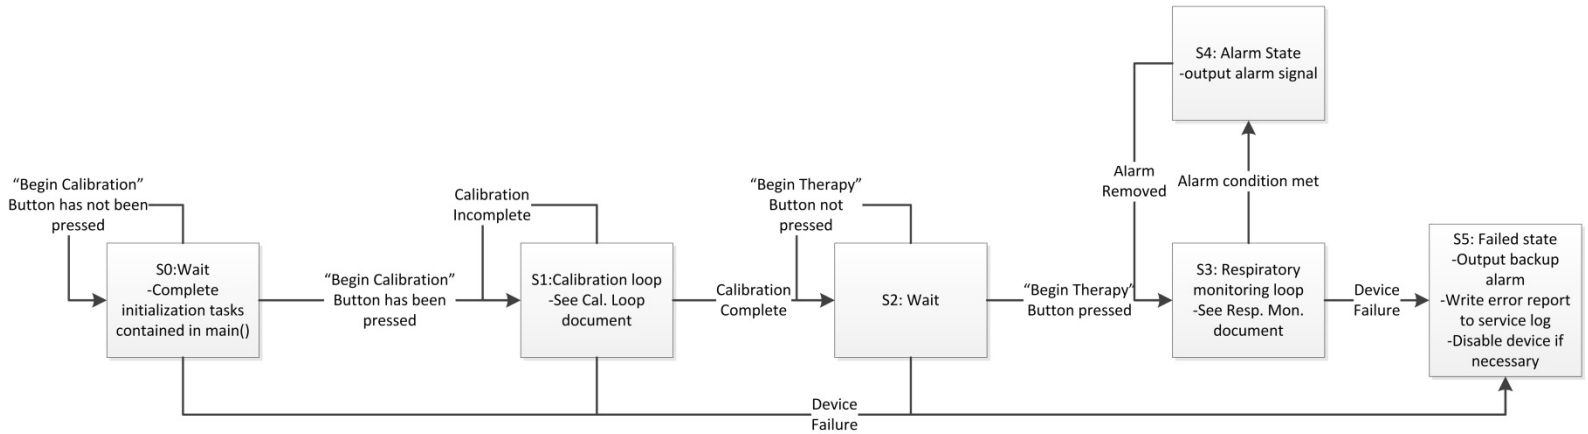 S4: Alarm State
-output alarm signal
“Begin Calibration”
Button has not been
pressed
Calibration
Incomplete
“Begin Therapy”
Button not
pressed
Alarm
Removed
Alarm condition met
S0:Wait
-Complete
initialization tasks
contained in main()
“Begin Calibration”
Button has been
pressed
S1:Calibration loop
-See Cal. Loop
document
Calibration
Complete
S2: Wait
“Begin Therapy”
Button pressed
S3: Respiratory
monitoring loop
-See Resp. Mon.
document
Device
Failure
S5: Failed state
-Output backup
alarm
-Write error report
to service log
-Disable device if
necessary
Device
Failure